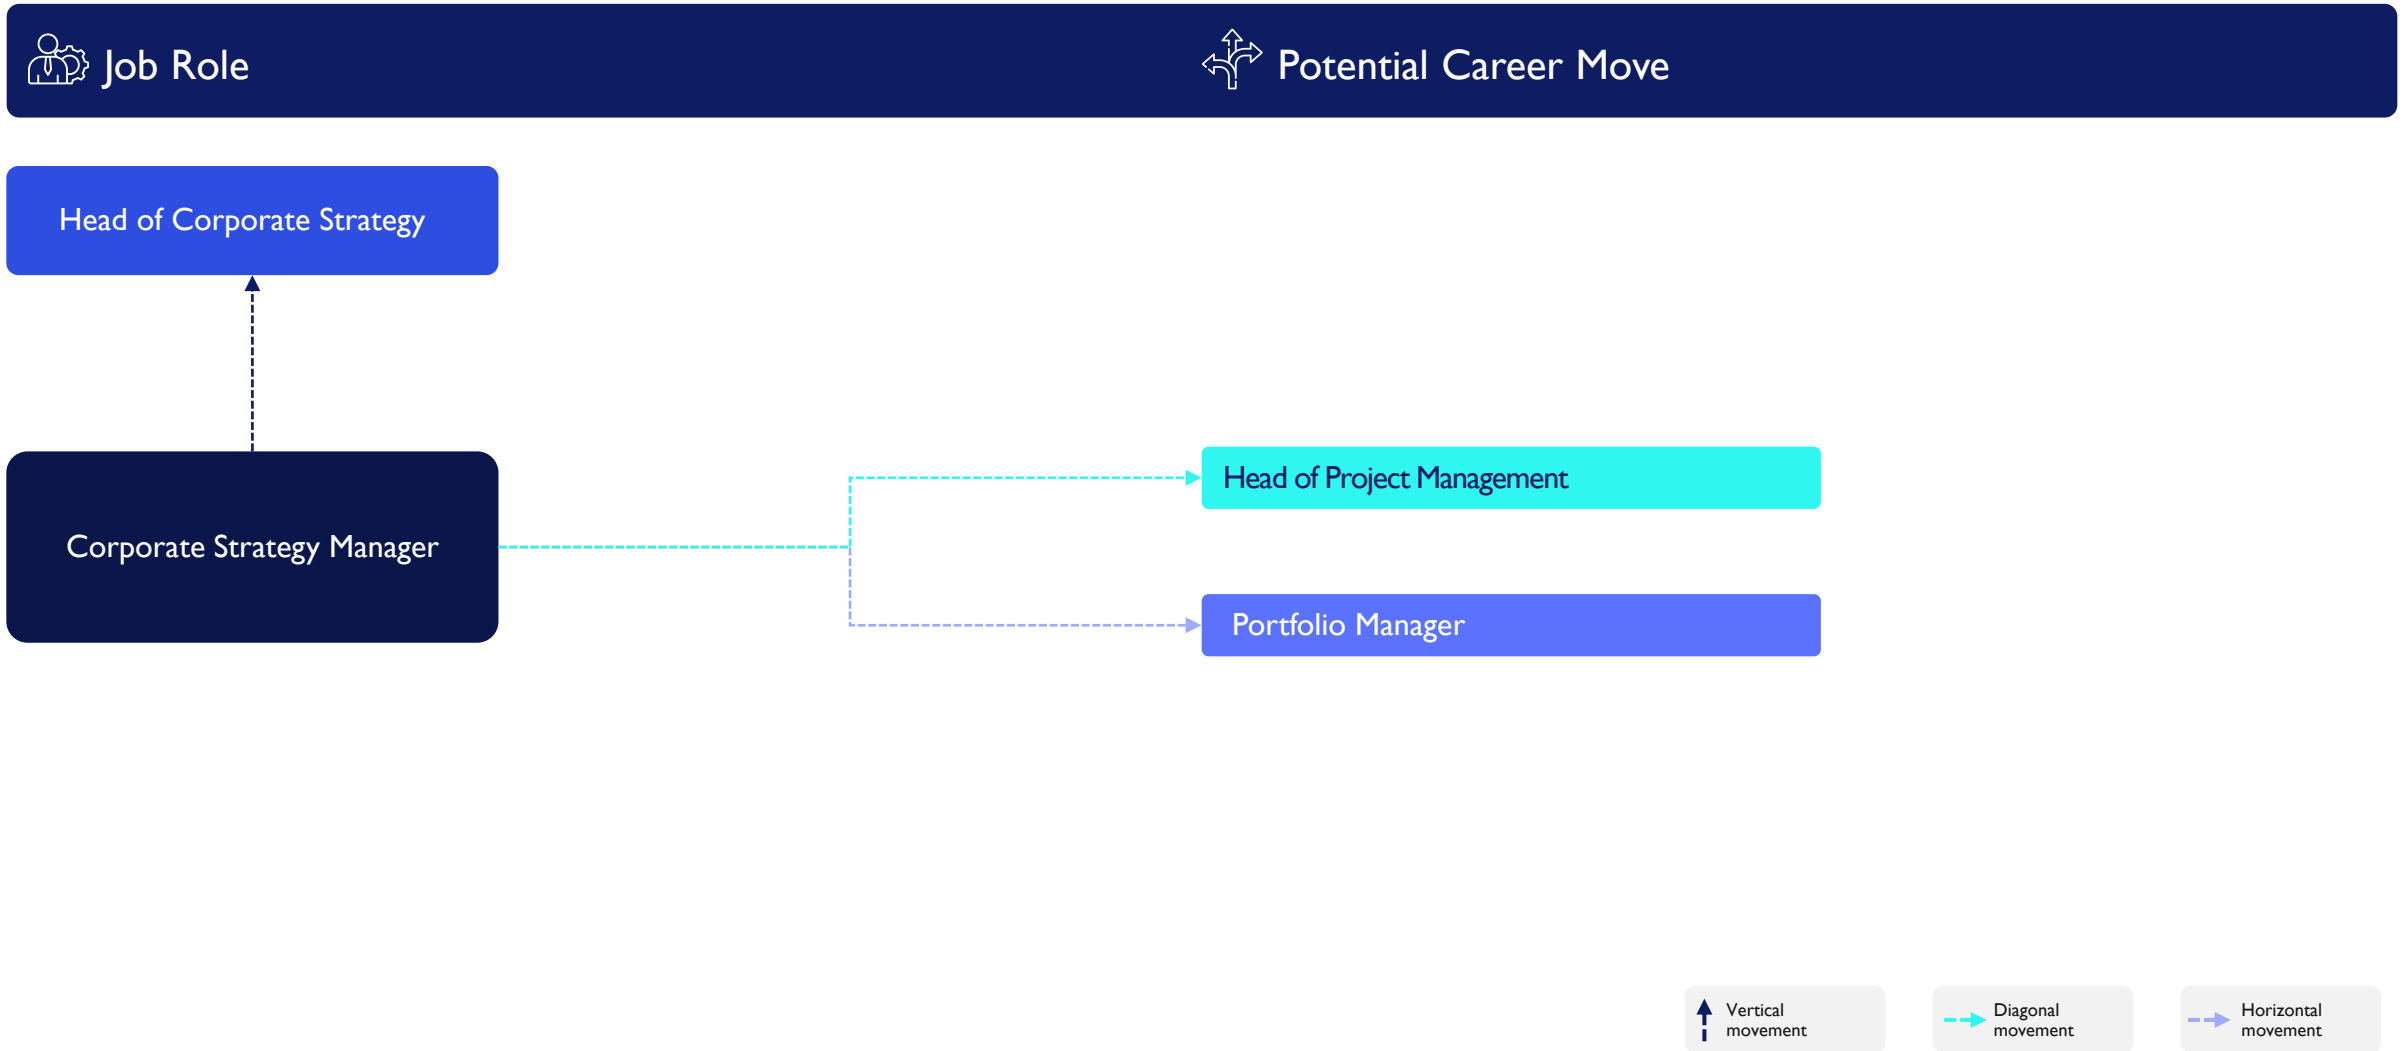 Job Role
Potential Career Move
Head of Corporate Strategy
Corporate Strategy Manager
Head of Project Management
Portfolio Manager
Vertical
movement
Diagonal
movement
Horizontal
movement